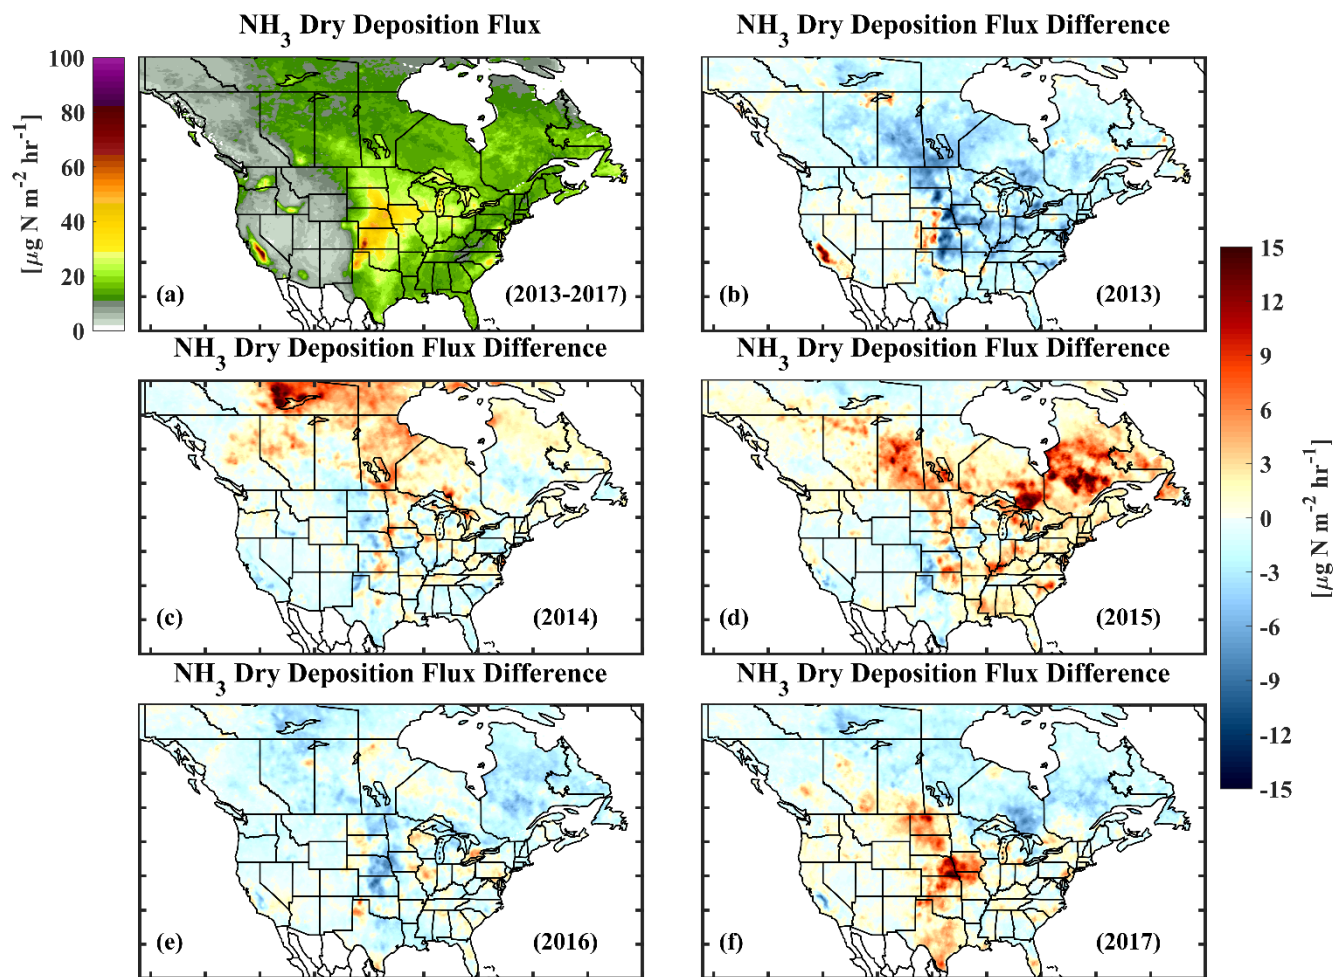 NH₃ Dry Deposition Flux
NH₃ Dry Deposition Flux Difference
100
80
60
40
20
0
[µg N m⁻² hr⁻¹]
(a)
(2013-2017)
(b)
(2013)
NH₃ Dry Deposition Flux Difference
NH₃ Dry Deposition Flux Difference
(c)
(2014)
(d)
(2015)
15
12
9
6
3
0
-3
-6
-9
-12
-15
[µg N m⁻² hr⁻¹]
NH₃ Dry Deposition Flux Difference
NH₃ Dry Deposition Flux Difference
(e)
(2016)
(f)
(2017)